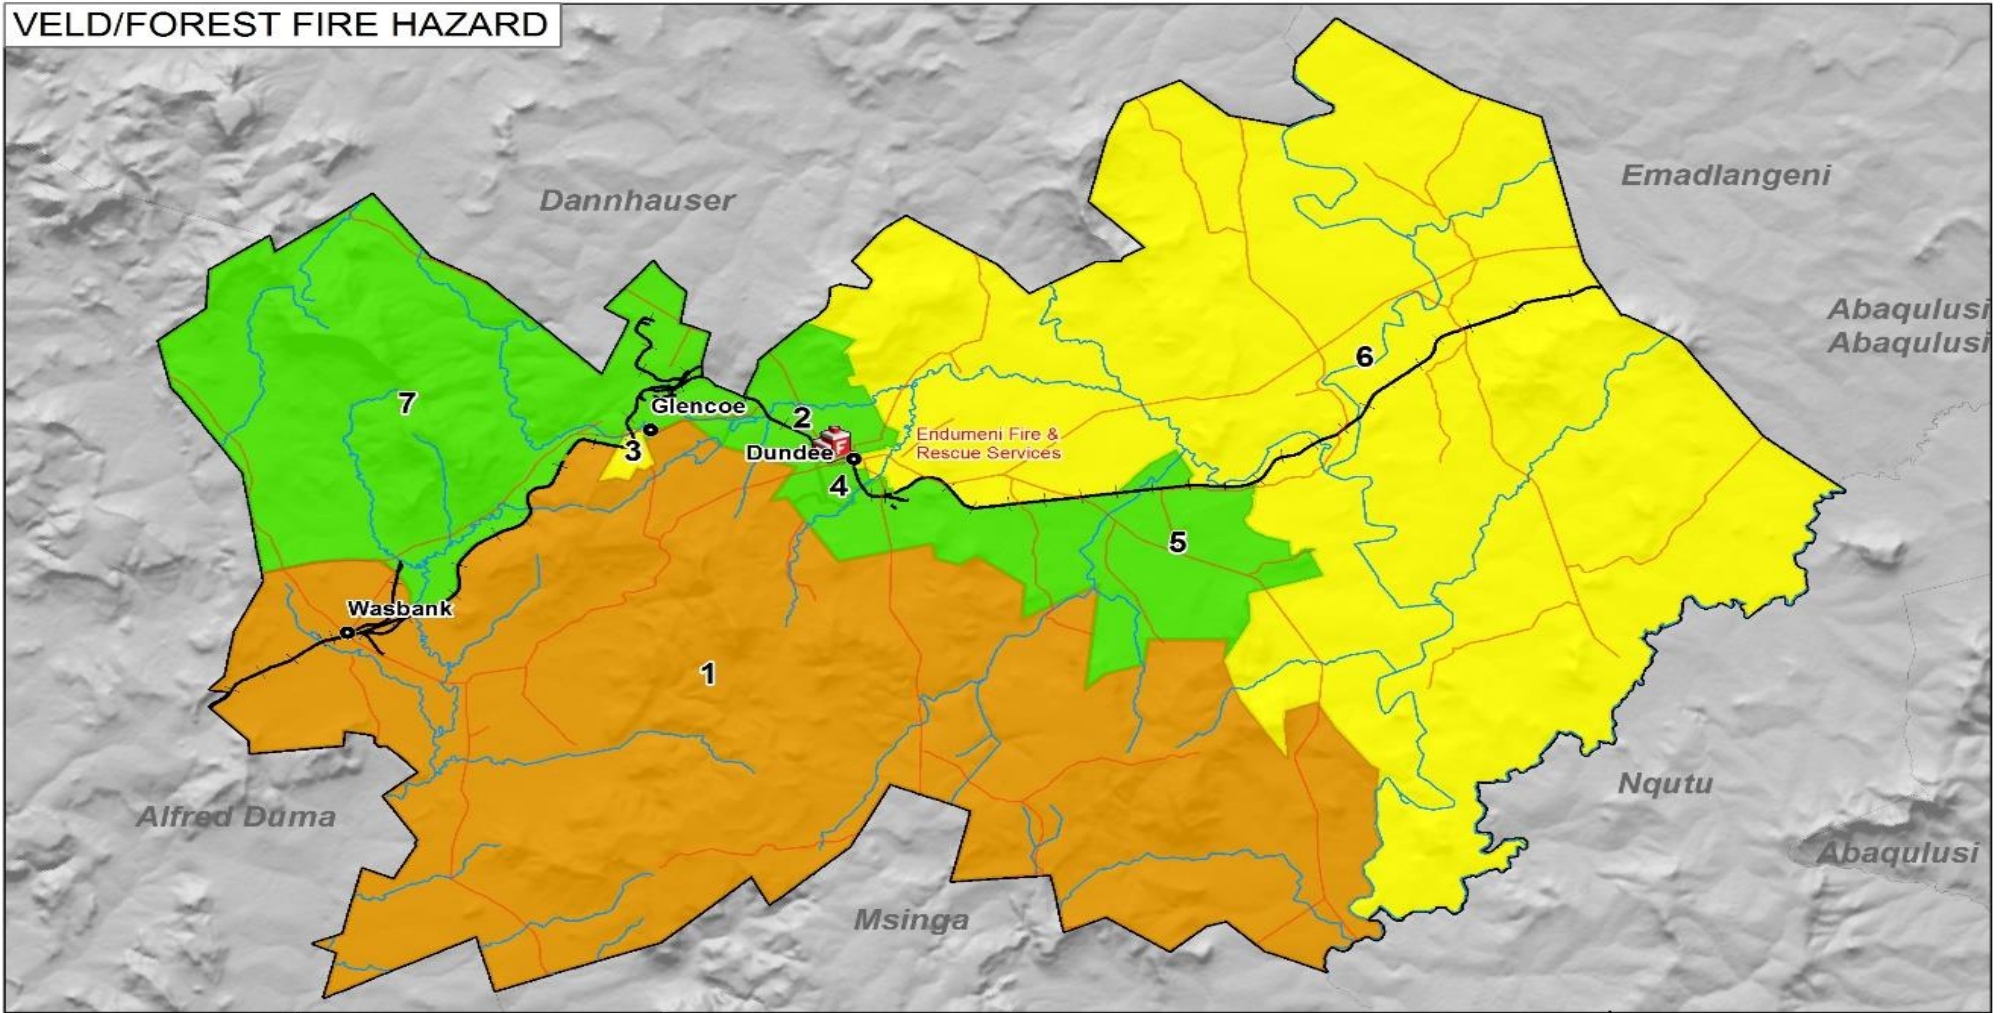 VELD/FOREST FIRE HAZARD
Emadlangeni
Dannhauser
Abaqulusi
Abaqulusi
6
7
Glencoe
2
Endumeni Fire &
Rescue Services
3
Dundee
F
4
5
Wasbank
1
Nqutu
Alfred Duma
Abaqulusi
Msinga